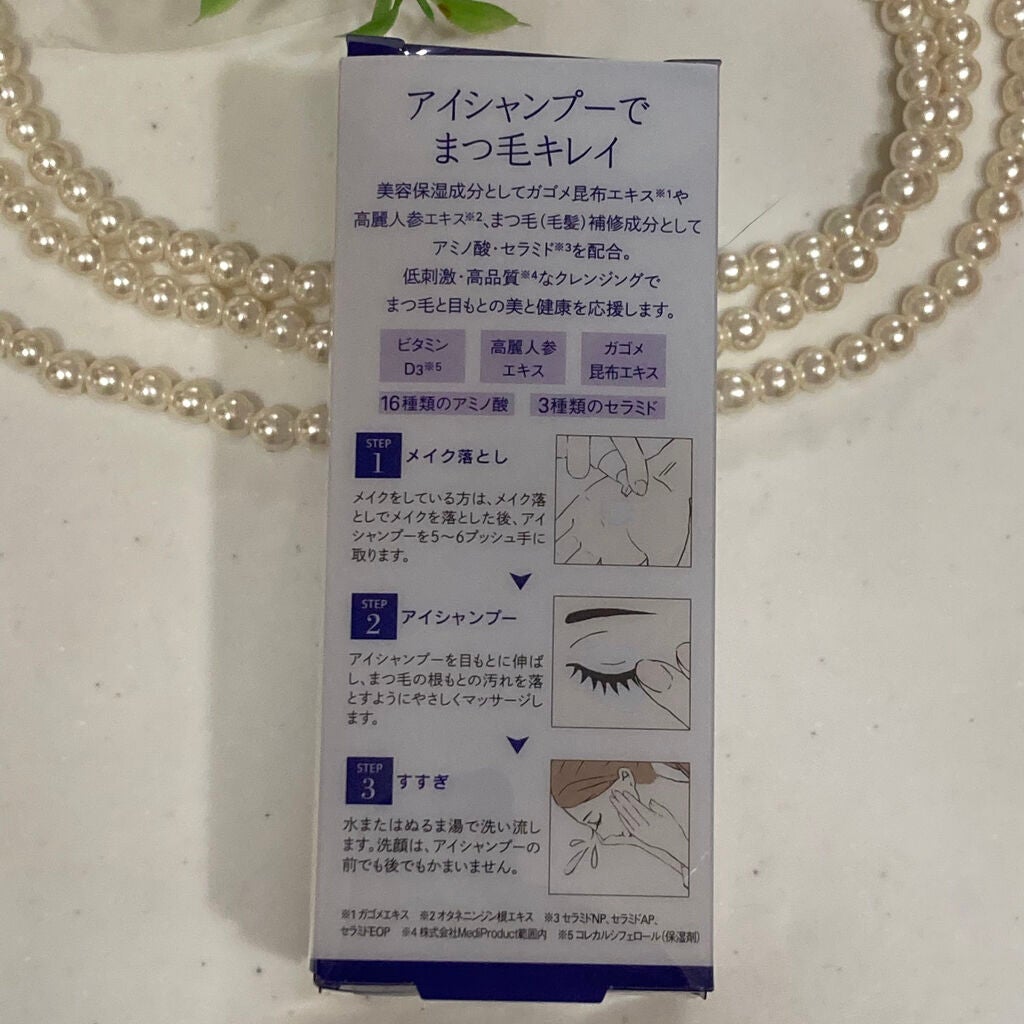 アイシャンプーで
まつ毛キレイ
美容保湿成分としてガゴメ昆布エキス※1や
高麗人参エキス※2、まつ毛(毛髪)補修成分として
アミノ酸・セラミド※3を配合。
低刺激・高品質※4なクレンジングで
まつ毛と目もとの美と健康を応援します。
ビタミン
D3※5
高麗人参
エキス
ガゴメ
昆布エキス
16種類のアミノ酸
3種類のセラミド
STEP
1
メイク落とし
メイクをしている方は、メイク落
としでメイクを落とした後、アイ
シャンプーを5〜6プッシュ手に
取ります。
STEP
2
アイシャンプー
アイシャンプーを目もとに伸ば
し、まつ毛の根もとの汚れを落
とすようにやさしくマッサージし
ます。
STEP
3
すすぎ
水またはぬるま湯で洗い流し
ます。洗顔は、アイシャンプーの
前でも後でもかまいません。
※1 ガゴメエキス ※2 オタネニンジン根エキス ※3 セラミドNP、セラミドAP、
セラミドEOP ※4 株式会社MediProduct範囲内 ※5 コレカルシフェロール(保湿剤)